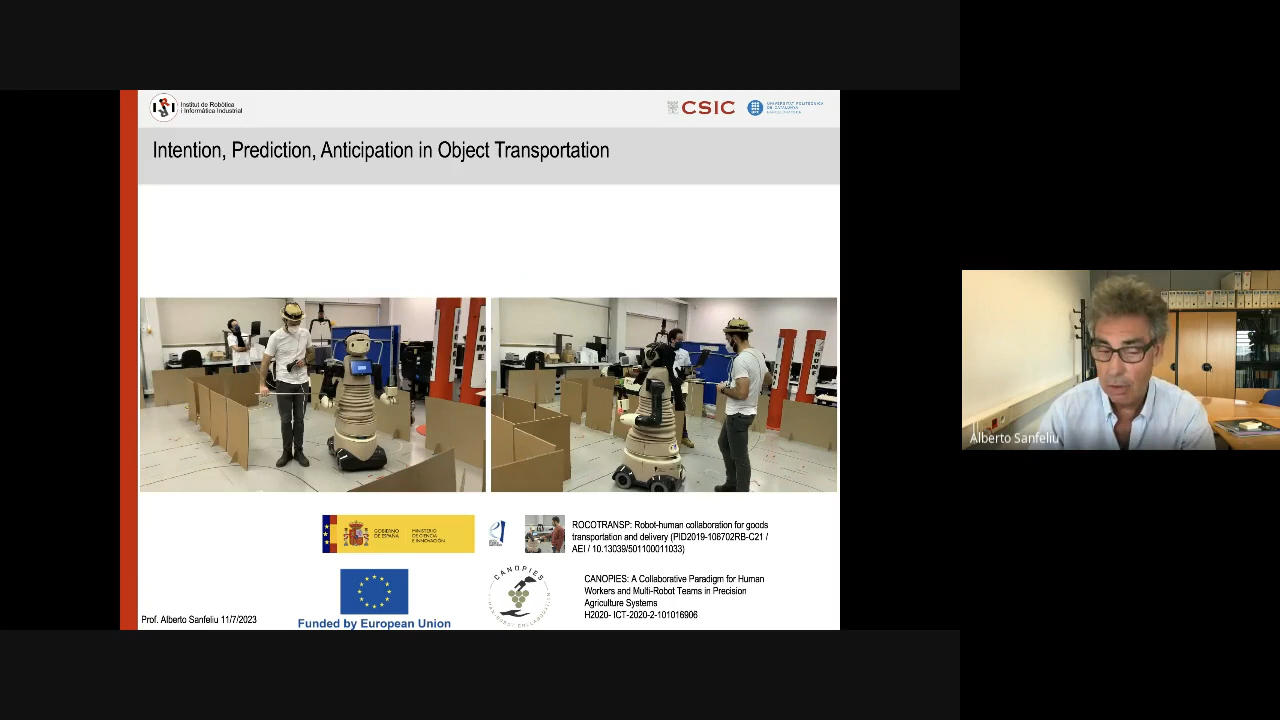 Institut de Robòtica
i Informàtica Industrial
CSIC
UNIVERSITAT POLITÈCNICA
DE CATALUNYA
BARCELONATECH
Intention, Prediction, Anticipation in Object Transportation
HOME
GOBIERNO
DE ESPAÑA
MINISTERIO
DE CIENCIA
E INNOVACIÓN
ROCOTRANSP: Robot-human collaboration for goods
transportation and delivery (PID2019-106702RB-C21 /
AEI / 10.13039/501100011033)
CANOPIES
CANOPIES: A Collaborative Paradigm for Human
Workers and Multi-Robot Teams in Precision
Agriculture Systems
H2020- ICT-2020-2-101016906
Prof. Alberto Sanfeliu 11/7/2023
Funded by European Union
Alberto Sanfeliu